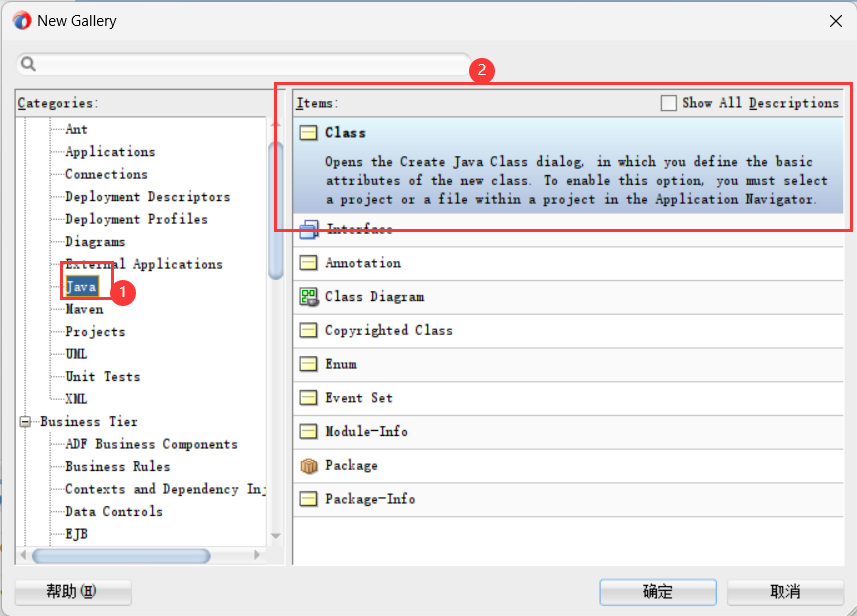 New Gallery
2
Categories:
Ant
Applications
Connections
Deployment Descriptors
Deployment Profiles
Diagrams
External Applications
Java
1
Maven
Projects
UML
Unit Tests
XML
Business Tier
ADF Business Components
Business Rules
Contexts and Dependency Inj
Data Controls
EJB
Items:
Show All Descriptions
Class
Opens the Create Java Class dialog, in which you define the basic
attributes of the new class. To enable this option, you must select
a project or a file within a project in the Application Navigator.
Interface
Annotation
Class Diagram
Copyrighted Class
Enum
Event Set
Module-Info
Package
Package-Info
帮助(H)
确定
取消